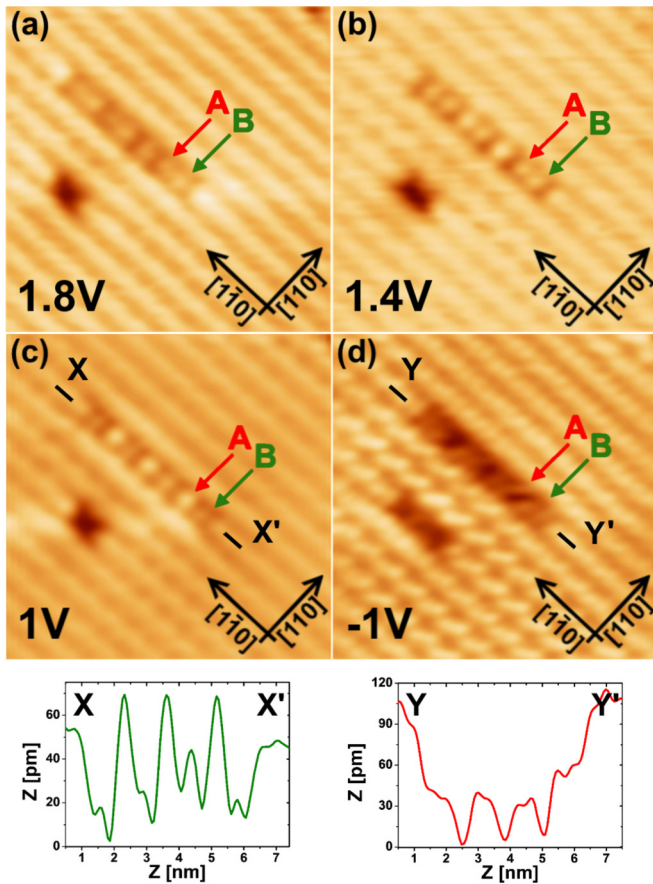 (a)
A
B
1.8V
[1-10]
[110]
(b)
A
B
1.4V
[1-10]
[110]
(c)
X
A
B
X'
1V
[1-10]
[110]
(d)
Y
A
B
Y'
-1V
[1-10]
[110]
X X'
Z [pm]
60
40
20
0
1 2 3 4 5 6 7
Z [nm]
Y Y'
Z [pm]
120
90
60
30
0
1 2 3 4 5 6 7
Z [nm]